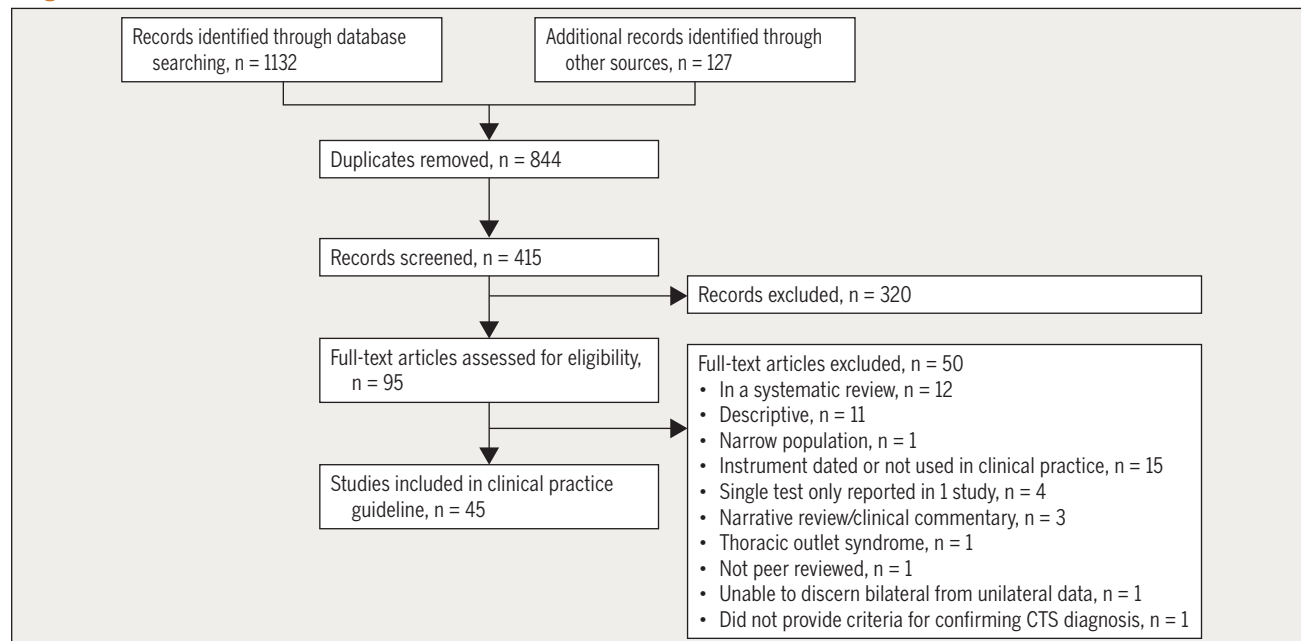 Records identified through database
searching, n = 1132
Additional records identified through
other sources, n = 127
Duplicates removed, n = 844
Records screened, n = 415
Records excluded, n = 320
Full-text articles assessed for eligibility,
n = 95
Full-text articles excluded, n = 50
• In a systematic review, n = 12
• Descriptive, n = 11
• Narrow population, n = 1
• Instrument dated or not used in clinical practice, n = 15
• Single test only reported in 1 study, n = 4
• Narrative review/clinical commentary, n = 3
• Thoracic outlet syndrome, n = 1
• Not peer reviewed, n = 1
• Unable to discern bilateral from unilateral data, n = 1
• Did not provide criteria for confirming CTS diagnosis, n = 1
Studies included in clinical practice
guideline, n = 45